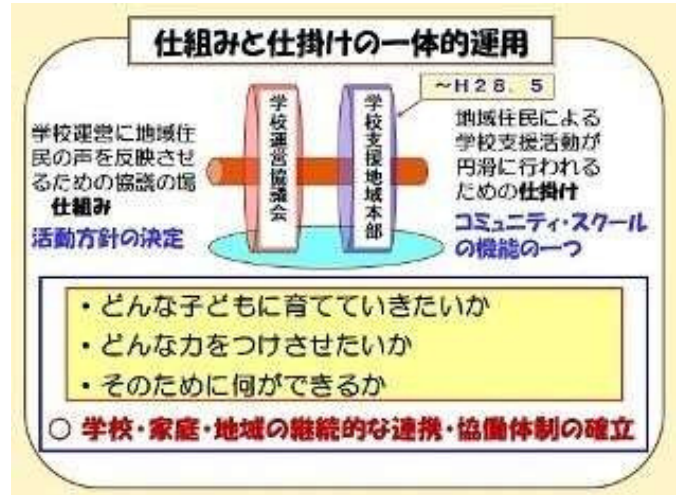 仕組みと仕掛けの一体的運用
～H28．5
学校運営に地域住
民の声を反映させ
るための協議の場
仕組み
活動方針の決定
学校運営協議会
学校支援地域本部
地域住民による
学校支援活動が
円滑に行われる
ための仕掛け
コミュニティ・スクール
の機能の一つ
・どんな子どもに育てていきたいか
・どんな力をつけさせたいか
・そのために何ができるか
○ 学校・家庭・地域の継続的な連携・協働体制の確立